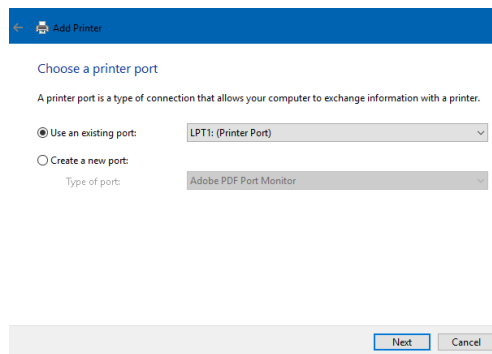 Add Printer
Choose a printer port
A printer port is a type of connection that allows your computer to exchange information with a printer.
Use an existing port: LPT1: (Printer Port)
Create a new port:
Type of port: Adobe PDF Port Monitor
Next Cancel